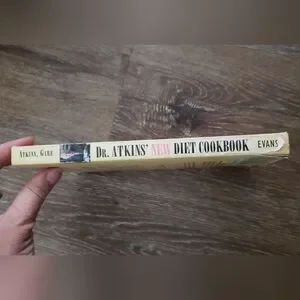 ATKINS, GARE
DR. ATKINS' NEW DIET COOKBOOK
EVANS